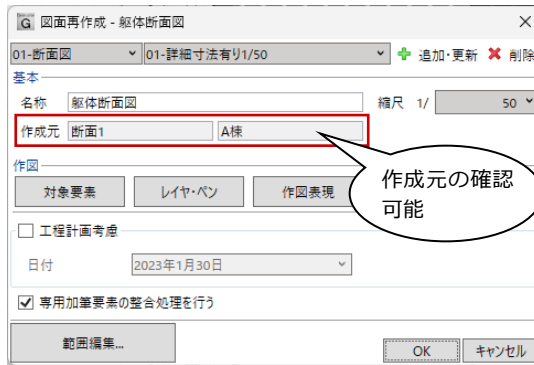 G 図面再作成 - 躯体断面図
01-断面図 01-詳細寸法有り1/50 追加・更新 削除
基本
名称 躯体断面図 縮尺 1/ 50
作成元 断面1 A棟
作図
対象要素 レイヤ・ペン 作図表現
作成元の確認
可能
工程計画考慮
日付 2023年1月30日
専用加筆要素の整合処理を行う
範囲編集...
OK キャンセル